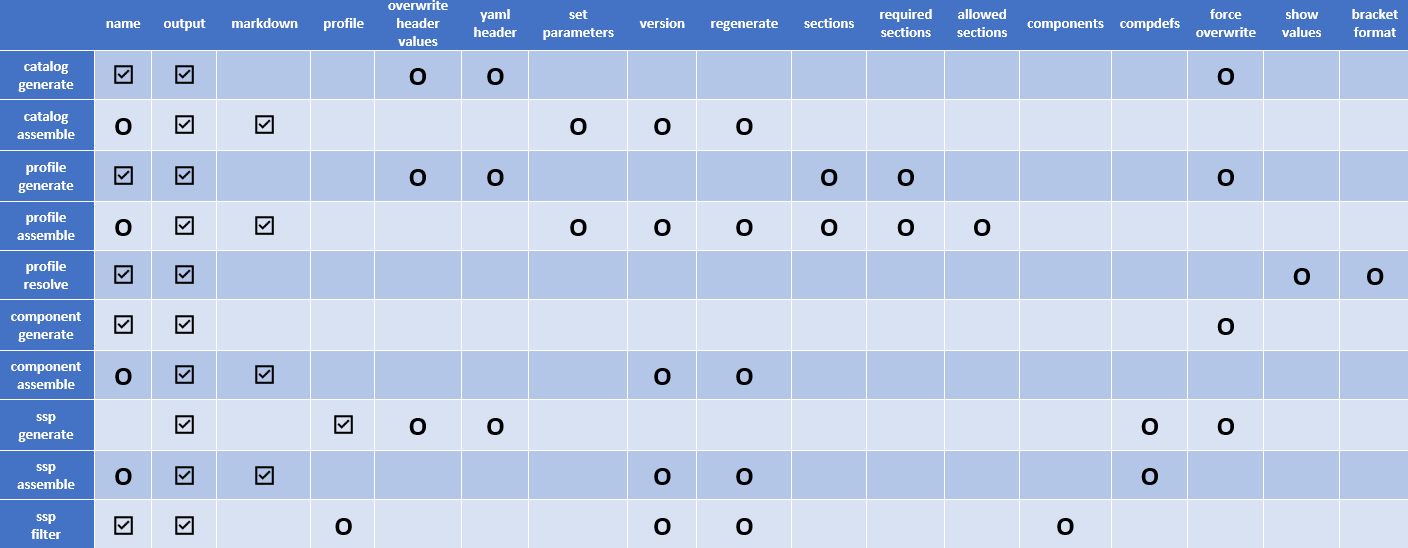 name output markdown profile overwrite header values yaml header set parameters version regenerate sections required sections allowed sections components compdefs force overwrite show values bracket format
catalog generate ☑ ☑ O O O
catalog assemble O ☑ ☑ O O O
profile generate ☑ ☑ O O O O O
profile assemble O ☑ ☑ O O O O O O
profile resolve ☑ ☑ O O
component generate ☑ ☑ O
component assemble O ☑ ☑ O O
ssp generate ☑ ☑ O O O O
ssp assemble O ☑ ☑ O O O
ssp filter ☑ ☑ O O O O